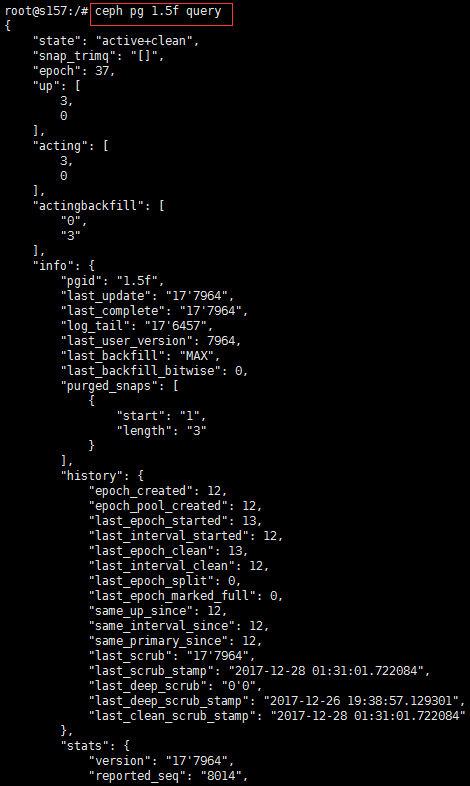 root@s157:/# ceph pg 1.5f query
{
    "state": "active+clean",
    "snap_trimq": "[]",
    "epoch": 37,
    "up": [
        3,
        0
    ],
    "acting": [
        3,
        0
    ],
    "actingbackfill": [
        "0",
        "3"
    ],
    "info": {
        "pgid": "1.5f",
        "last_update": "17'7964",
        "last_complete": "17'7964",
        "log_tail": "17'6457",
        "last_user_version": 7964,
        "last_backfill": "MAX",
        "last_backfill_bitwise": 0,
        "purged_snaps": [
            {
                "start": "1",
                "length": "3"
            }
        ],
        "history": {
            "epoch_created": 12,
            "epoch_pool_created": 12,
            "last_epoch_started": 13,
            "last_interval_started": 12,
            "last_epoch_clean": 13,
            "last_interval_clean": 12,
            "last_epoch_split": 0,
            "last_epoch_marked_full": 0,
            "same_up_since": 12,
            "same_interval_since": 12,
            "same_primary_since": 12,
            "last_scrub": "17'7964",
            "last_scrub_stamp": "2017-12-28 01:31:01.722084",
            "last_deep_scrub": "0'0",
            "last_deep_scrub_stamp": "2017-12-26 19:38:57.129301",
            "last_clean_scrub_stamp": "2017-12-28 01:31:01.722084"
        },
        "stats": {
            "version": "17'7964",
            "reported_seq": "8014",